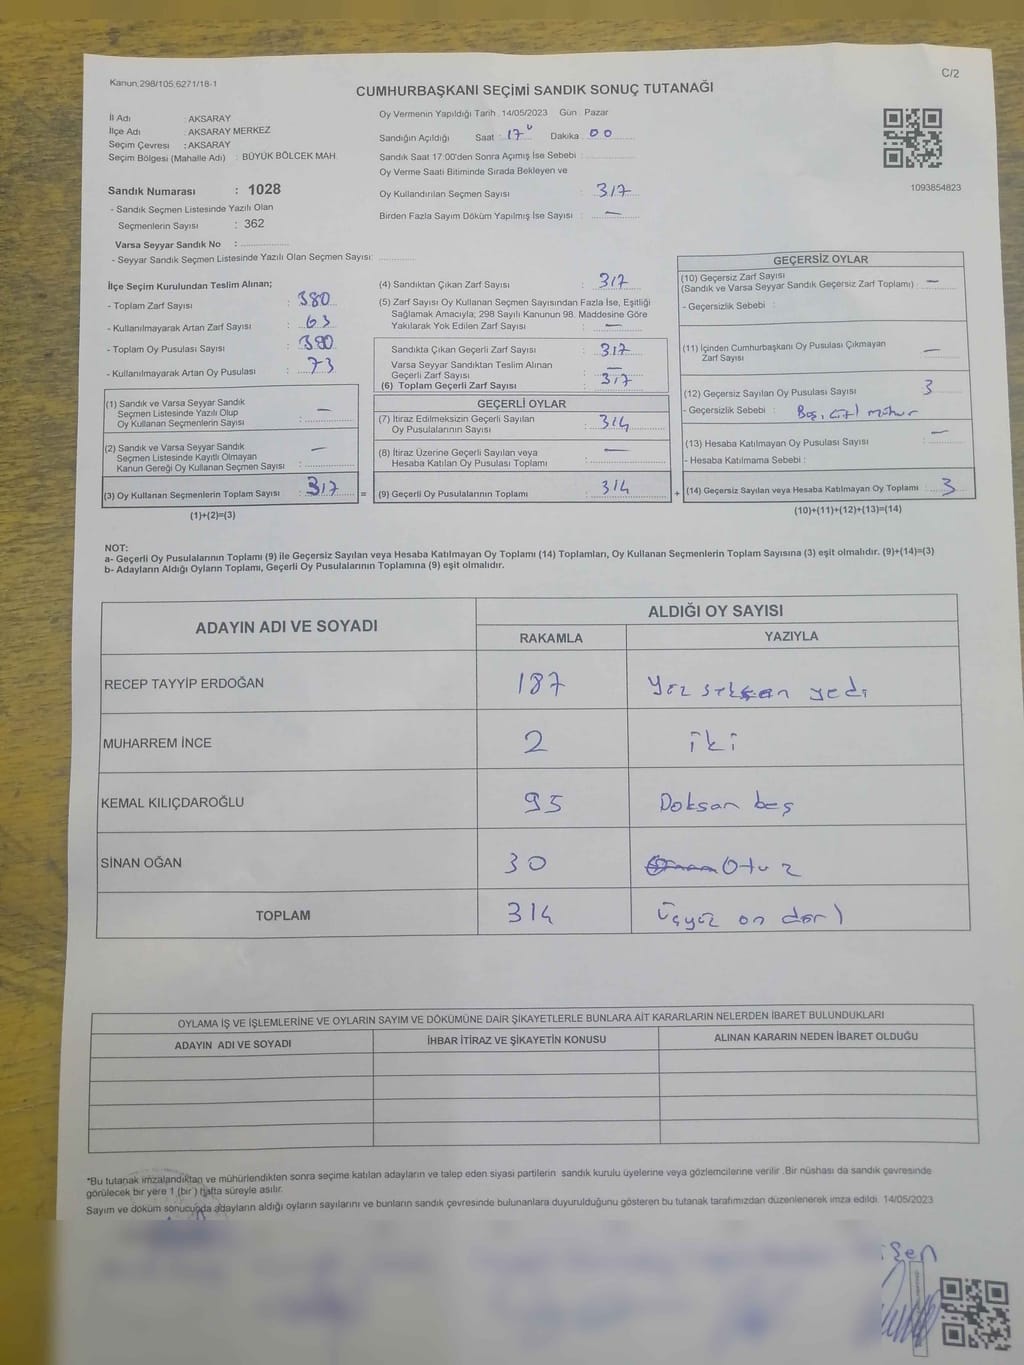 Kanun:298/105;6271/18-1
C/2
CUMHURBAŞKANI SEÇİMİ SANDIK SONUÇ TUTANAĞI
İl Adı : AKSARAY
İlçe Adı : AKSARAY MERKEZ
Seçim Çevresi : AKSARAY
Seçim Bölgesi (Mahalle Adı) : BÜYÜK BÖLCEK MAH.
Sandık Numarası : 1028
- Sandık Seçmen Listesinde Yazılı Olan
Seçmenlerin Sayısı : 362
Varsa Seyyar Sandık No :
- Seyyar Sandık Seçmen Listesinde Yazılı Olan Seçmen Sayısı:
Oy Vermenin Yapıldığı Tarih : 14/05/2023 Gün : Pazar
Sandığın Açıldığı Saat : 17 Dakika 00
Sandık Saat 17:00'den Sonra Açmış İse Sebebi :
Oy Verme Saati Bitiminde Sırada Bekleyen ve
Oy Kullandırılan Seçmen Sayısı : 317
Birden Fazla Sayım Döküm Yapılmış İse Sayısı : —
1093854823
İlçe Seçim Kurulundan Teslim Alınan;
- Toplam Zarf Sayısı : 380
- Kullanılmayarak Artan Zarf Sayısı : 63
- Toplam Oy Pusulası Sayısı : 390
- Kullanılmayarak Artan Oy Pusulası : 73
(1) Sandık ve Varsa Seyyar Sandık
Seçmen Listesinde Yazılı Olup
Oy Kullanan Seçmenlerin Sayısı : —
(2) Sandık ve Varsa Seyyar Sandık
Seçmen Listesinde Kayıtlı Olmayan
Kanun Gereği Oy Kullanan Seçmen Sayısı : —
(3) Oy Kullanan Seçmenlerin Toplam Sayısı : 317 =
(1)+(2)=(3)
(4) Sandıktan Çıkan Zarf Sayısı : 317
(5) Zarf Sayısı Oy Kullanan Seçmen Sayısından Fazla İse, Eşitliği
Sağlamak Amacıyla; 298 Sayılı Kanunun 98. Maddesine Göre
Yakılarak Yok Edilen Zarf Sayısı : —
Sandıkta Çıkan Geçerli Zarf Sayısı : 317
Varsa Seyyar Sandıktan Teslim Alınan
Geçerli Zarf Sayısı : —
(6) Toplam Geçerli Zarf Sayısı : 317
GEÇERLİ OYLAR
(7) İtiraz Edilmeksizin Geçerli Sayılan
Oy Pusulalarının Sayısı : 314
(8) İtiraz Üzerine Geçerli Sayılan veya
Hesaba Katılan Oy Pusulası Toplamı : —
(9) Geçerli Oy Pusulalarının Toplamı : 314 +
GEÇERSİZ OYLAR
(10) Geçersiz Zarf Sayısı
(Sandık ve Varsa Seyyar Sandık Geçersiz Zarf Toplamı) : —
- Geçersizlik Sebebi :
(11) İçinden Cumhurbaşkanı Oy Pusulası Çıkmayan
Zarf Sayısı : —
(12) Geçersiz Sayılan Oy Pusulası Sayısı : 3
- Geçersizlik Sebebi : Boş, çift mühür
(13) Hesaba Katılmayan Oy Pusulası Sayısı : —
- Hesaba Katılmama Sebebi :
(14) Geçersiz Sayılan veya Hesaba Katılmayan Oy Toplamı : 3
(10)+(11)+(12)+(13)=(14)
NOT:
a- Geçerli Oy Pusulalarının Toplamı (9) ile Geçersiz Sayılan veya Hesaba Katılmayan Oy Toplamı (14) Toplamları, Oy Kullanan Seçmenlerin Toplam Sayısına (3) eşit olmalıdır. (9)+(14)=(3)
b- Adayların Aldığı Oyların Toplamı, Geçerli Oy Pusulalarının Toplamına (9) eşit olmalıdır.
ADAYIN ADI VE SOYADI ALDIĞI OY SAYISI
RAKAMLA YAZIYLA
RECEP TAYYİP ERDOĞAN 187 Yüz seksen yedi
MUHARREM İNCE 2 iki
KEMAL KILIÇDAROĞLU 95 Doksan beş
SİNAN OĞAN 30 Otuz
TOPLAM 314 Üçyüz on dört
OYLAMA İŞ VE İŞLEMLERİNE VE OYLARIN SAYIM VE DÖKÜMÜNE DAİR ŞİKAYETLERLE BUNLARA AİT KARARLARIN NELERDEN İBARET BULUNDUKLARI
ADAYIN ADI VE SOYADI İHBAR İTİRAZ VE ŞİKAYETİN KONUSU ALINAN KARARIN NEDEN İBARET OLDUĞU
*Bu tutanak imzalandıktan ve mühürlendikten sonra seçime katılan adayların ve talep eden siyasi partilerin sandık kurulu üyelerine veya gözlemcilerine verilir. Bir nüshası da sandık çevresinde
görülecek bir yere 1 (bir) hafta süreyle asılır.
Sayım ve döküm sonucunda adayların aldığı oyların sayılarını ve bunların sandık çevresinde bulunanlara duyurulduğunu gösteren bu tutanak tarafımızdan düzenlenerek imza edildi. 14/05/2023